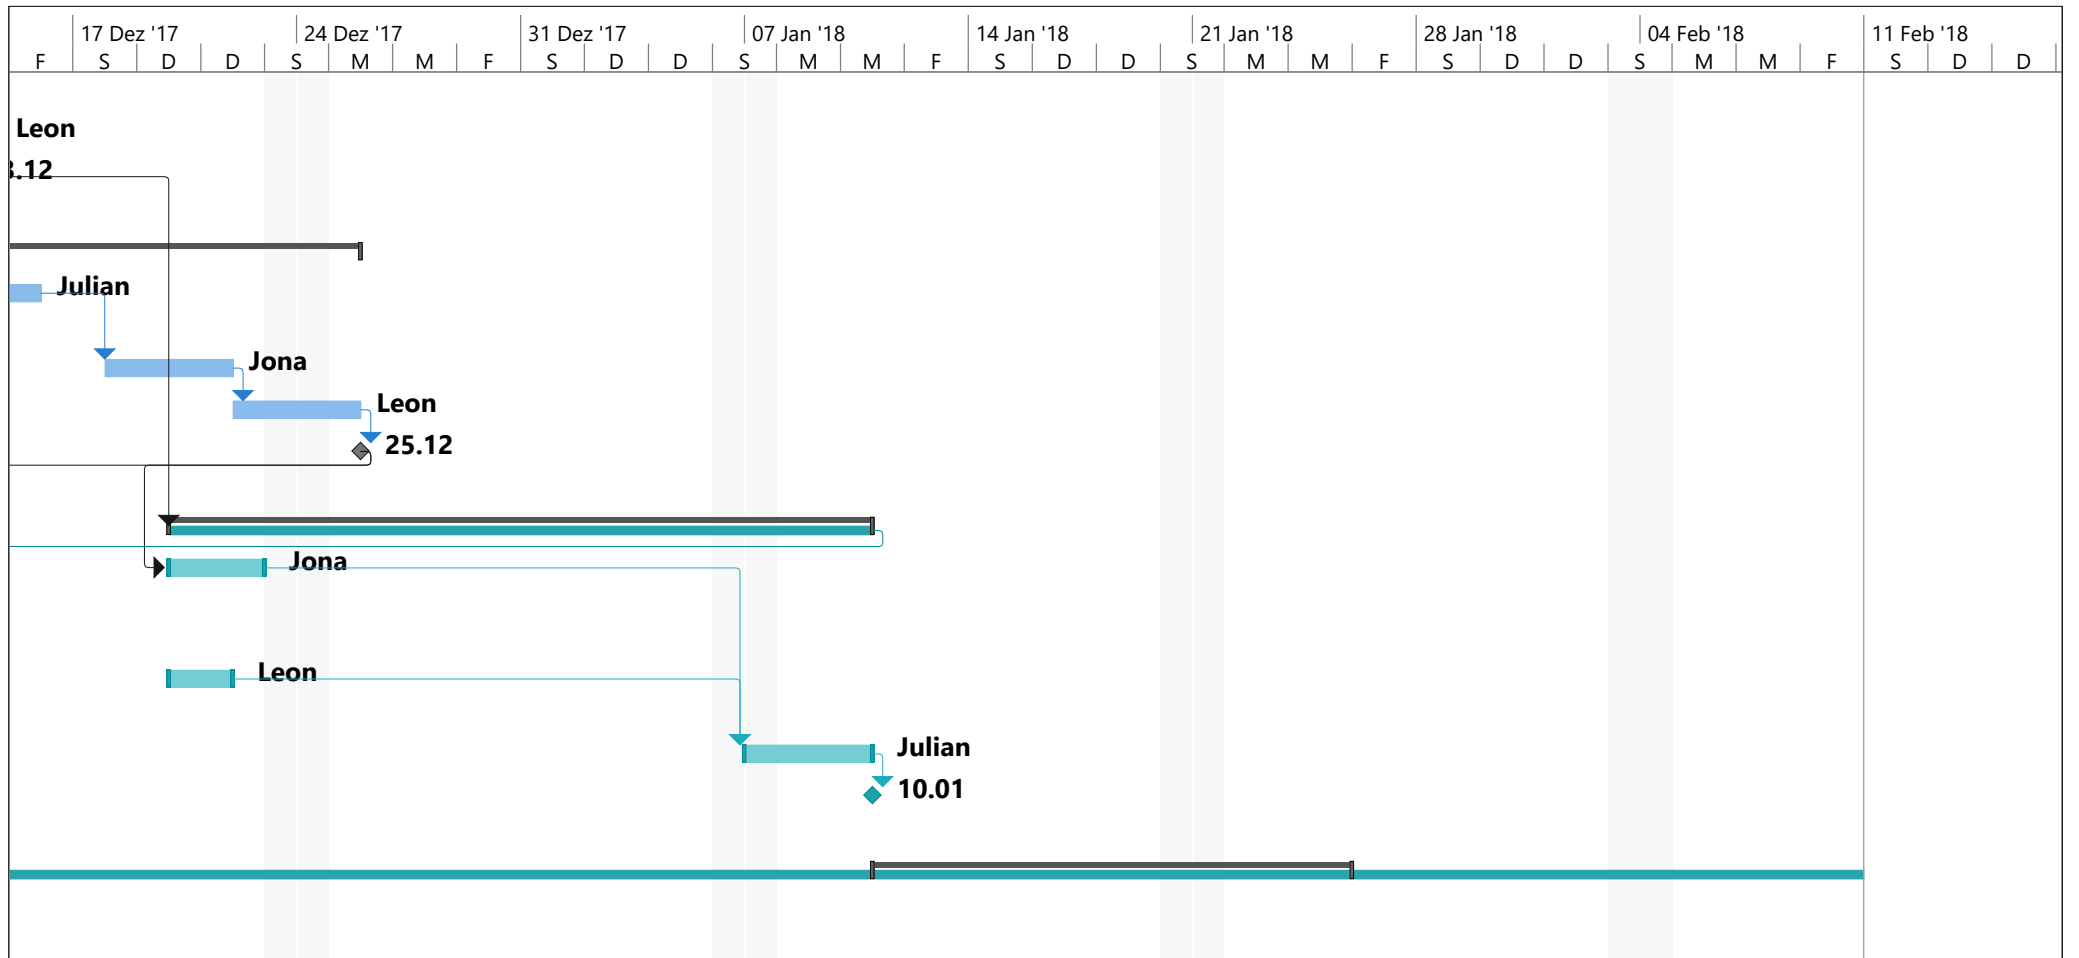 17 Dez '17 24 Dez '17 31 Dez '17 07 Jan '18 14 Jan '18 21 Jan '18 28 Jan '18 04 Feb '18 11 Feb '18
F S D D S M M F S D D S M M F S D D S M M F S D D S M M F S D D
Leon
.12
Julian
Jona
Leon
25.12
Jona
Leon
Julian
10.01